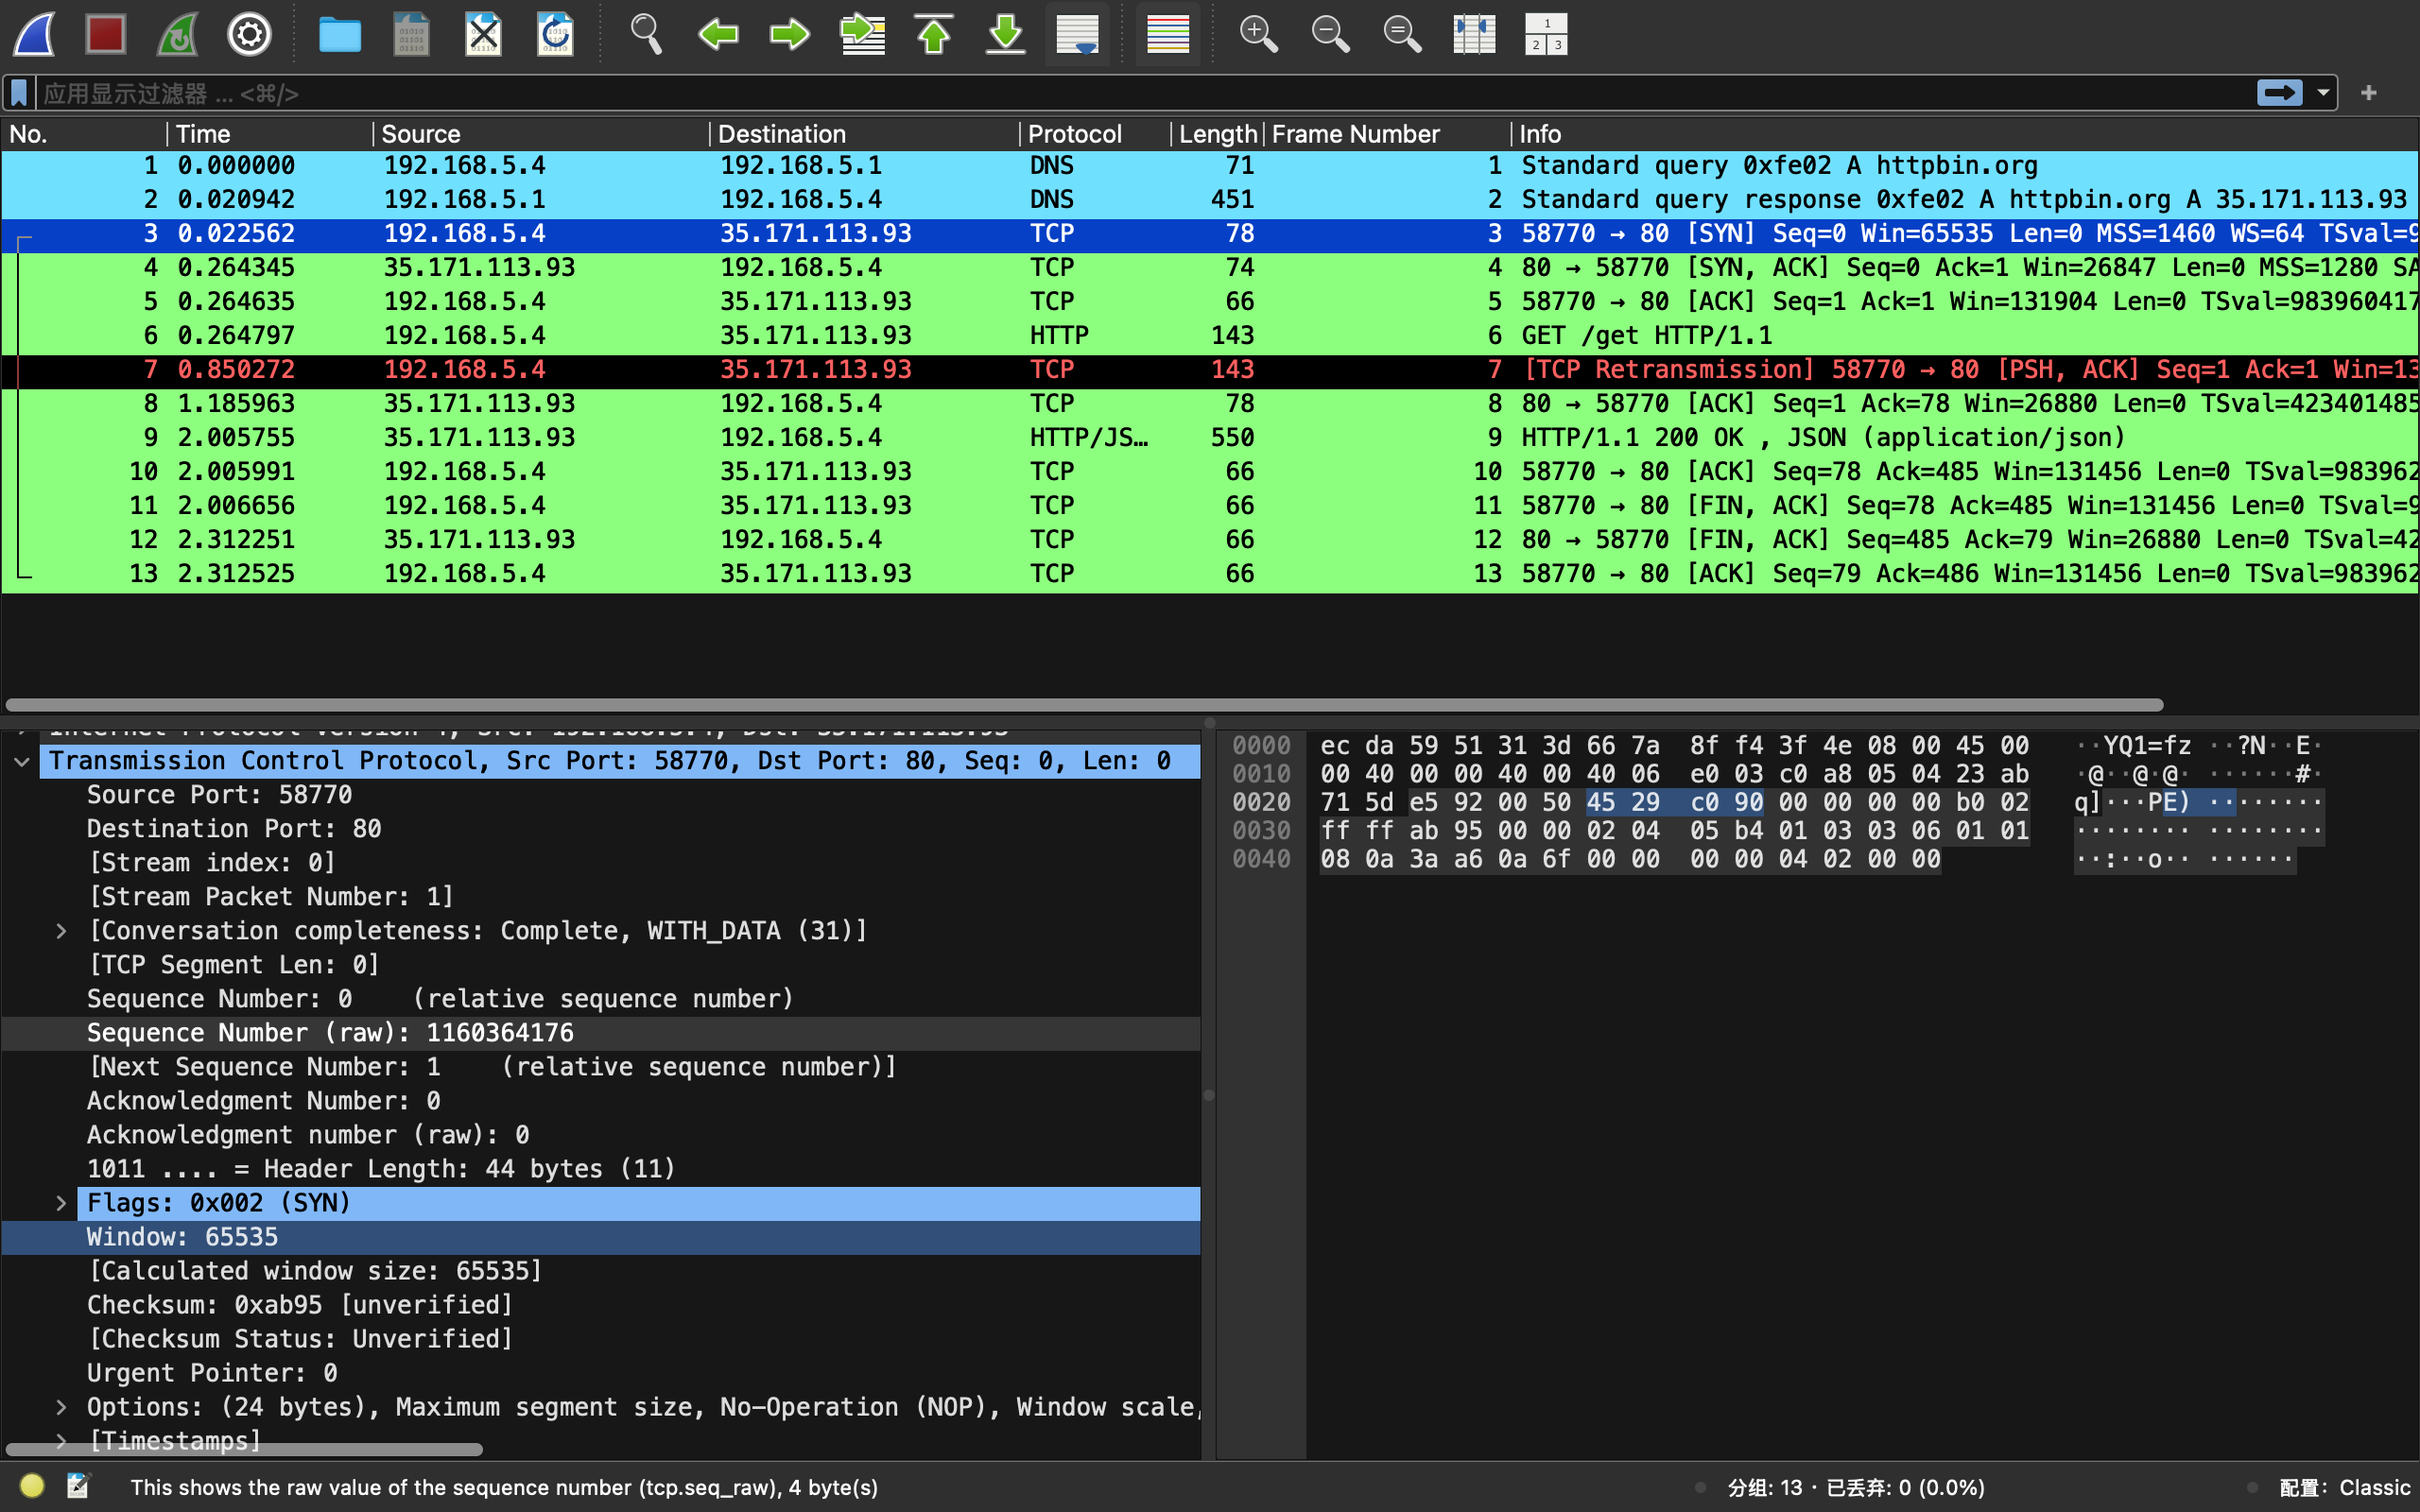 1
2 3
应用显示过滤器 ... <⌘/>
No. Time Source Destination Protocol Length Frame Number Info
1 0.000000 192.168.5.4 192.168.5.1 DNS 71 1 Standard query 0xfe02 A httpbin.org
2 0.020942 192.168.5.1 192.168.5.4 DNS 451 2 Standard query response 0xfe02 A httpbin.org A 35.171.113.93
3 0.022562 192.168.5.4 35.171.113.93 TCP 78 3 58770 → 80 [SYN] Seq=0 Win=65535 Len=0 MSS=1460 WS=64 TSval=9
4 0.264345 35.171.113.93 192.168.5.4 TCP 74 4 80 → 58770 [SYN, ACK] Seq=0 Ack=1 Win=26847 Len=0 MSS=1280 SA
5 0.264635 192.168.5.4 35.171.113.93 TCP 66 5 58770 → 80 [ACK] Seq=1 Ack=1 Win=131904 Len=0 TSval=983960417
6 0.264797 192.168.5.4 35.171.113.93 HTTP 143 6 GET /get HTTP/1.1
7 0.850272 192.168.5.4 35.171.113.93 TCP 143 7 [TCP Retransmission] 58770 → 80 [PSH, ACK] Seq=1 Ack=1 Win=13
8 1.185963 35.171.113.93 192.168.5.4 TCP 78 8 80 → 58770 [ACK] Seq=1 Ack=78 Win=26880 Len=0 TSval=423401485
9 2.005755 35.171.113.93 192.168.5.4 HTTP/JS… 550 9 HTTP/1.1 200 OK , JSON (application/json)
10 2.005991 192.168.5.4 35.171.113.93 TCP 66 10 58770 → 80 [ACK] Seq=78 Ack=485 Win=131456 Len=0 TSval=983962
11 2.006656 192.168.5.4 35.171.113.93 TCP 66 11 58770 → 80 [FIN, ACK] Seq=78 Ack=485 Win=131456 Len=0 TSval=9
12 2.312251 35.171.113.93 192.168.5.4 TCP 66 12 80 → 58770 [FIN, ACK] Seq=485 Ack=79 Win=26880 Len=0 TSval=42
13 2.312525 192.168.5.4 35.171.113.93 TCP 66 13 58770 → 80 [ACK] Seq=79 Ack=486 Win=131456 Len=0 TSval=983962
Transmission Control Protocol, Src Port: 58770, Dst Port: 80, Seq: 0, Len: 0
Source Port: 58770
Destination Port: 80
[Stream index: 0]
[Stream Packet Number: 1]
[Conversation completeness: Complete, WITH_DATA (31)]
[TCP Segment Len: 0]
Sequence Number: 0 (relative sequence number)
Sequence Number (raw): 1160364176
[Next Sequence Number: 1 (relative sequence number)]
Acknowledgment Number: 0
Acknowledgment number (raw): 0
1011 .... = Header Length: 44 bytes (11)
Flags: 0x002 (SYN)
Window: 65535
[Calculated window size: 65535]
Checksum: 0xab95 [unverified]
[Checksum Status: Unverified]
Urgent Pointer: 0
Options: (24 bytes), Maximum segment size, No-Operation (NOP), Window scale,
[Timestamps]
0000 ec da 59 51 31 3d 66 7a 8f f4 3f 4e 08 00 45 00 ··YQ1=fz ··?N··E·
0010 00 40 00 00 40 00 40 06 e0 03 c0 a8 05 04 23 ab ·@··@·@· ······#·
0020 71 5d e5 92 00 50 45 29 c0 90 00 00 00 00 b0 02 q]···PE) ········
0030 ff ff ab 95 00 00 02 04 05 b4 01 03 03 06 01 01 ········ ········
0040 08 0a 3a a6 0a 6f 00 00 00 00 04 02 00 00 ··:··o·· ······
This shows the raw value of the sequence number (tcp.seq_raw), 4 byte(s)
分组: 13 · 已丢弃: 0 (0.0%)
配置: Classic